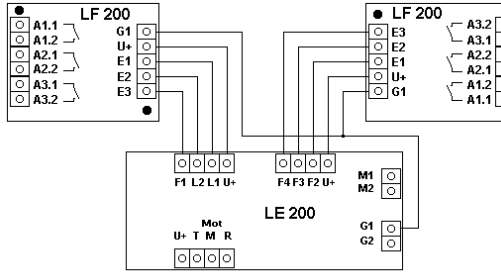 LF 200
A1.1
A1.2
A2.1
A2.2
A3.1
A3.2
G1
U+
E1
E2
E3
LF 200
E3
E2
E1
U+
G1
A3.2
A3.1
A2.2
A2.1
A1.2
A1.1
F1 L2 L1 U+
F4 F3 F2 U+
M1
M2
LE 200
G1
G2
Mot
U+ T M R